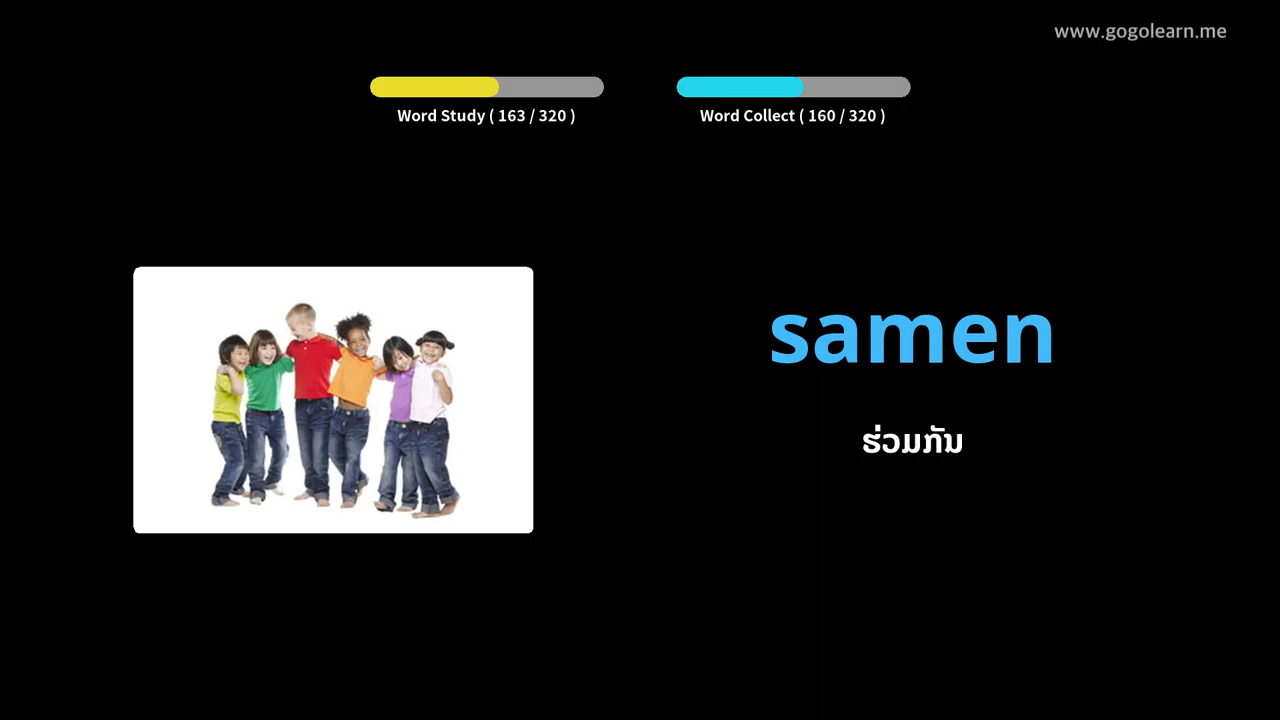 www.gogolearn.me
Word Study ( 163 / 320 )
Word Collect ( 160 / 320 )
samen
ຮ່ວມກັນ